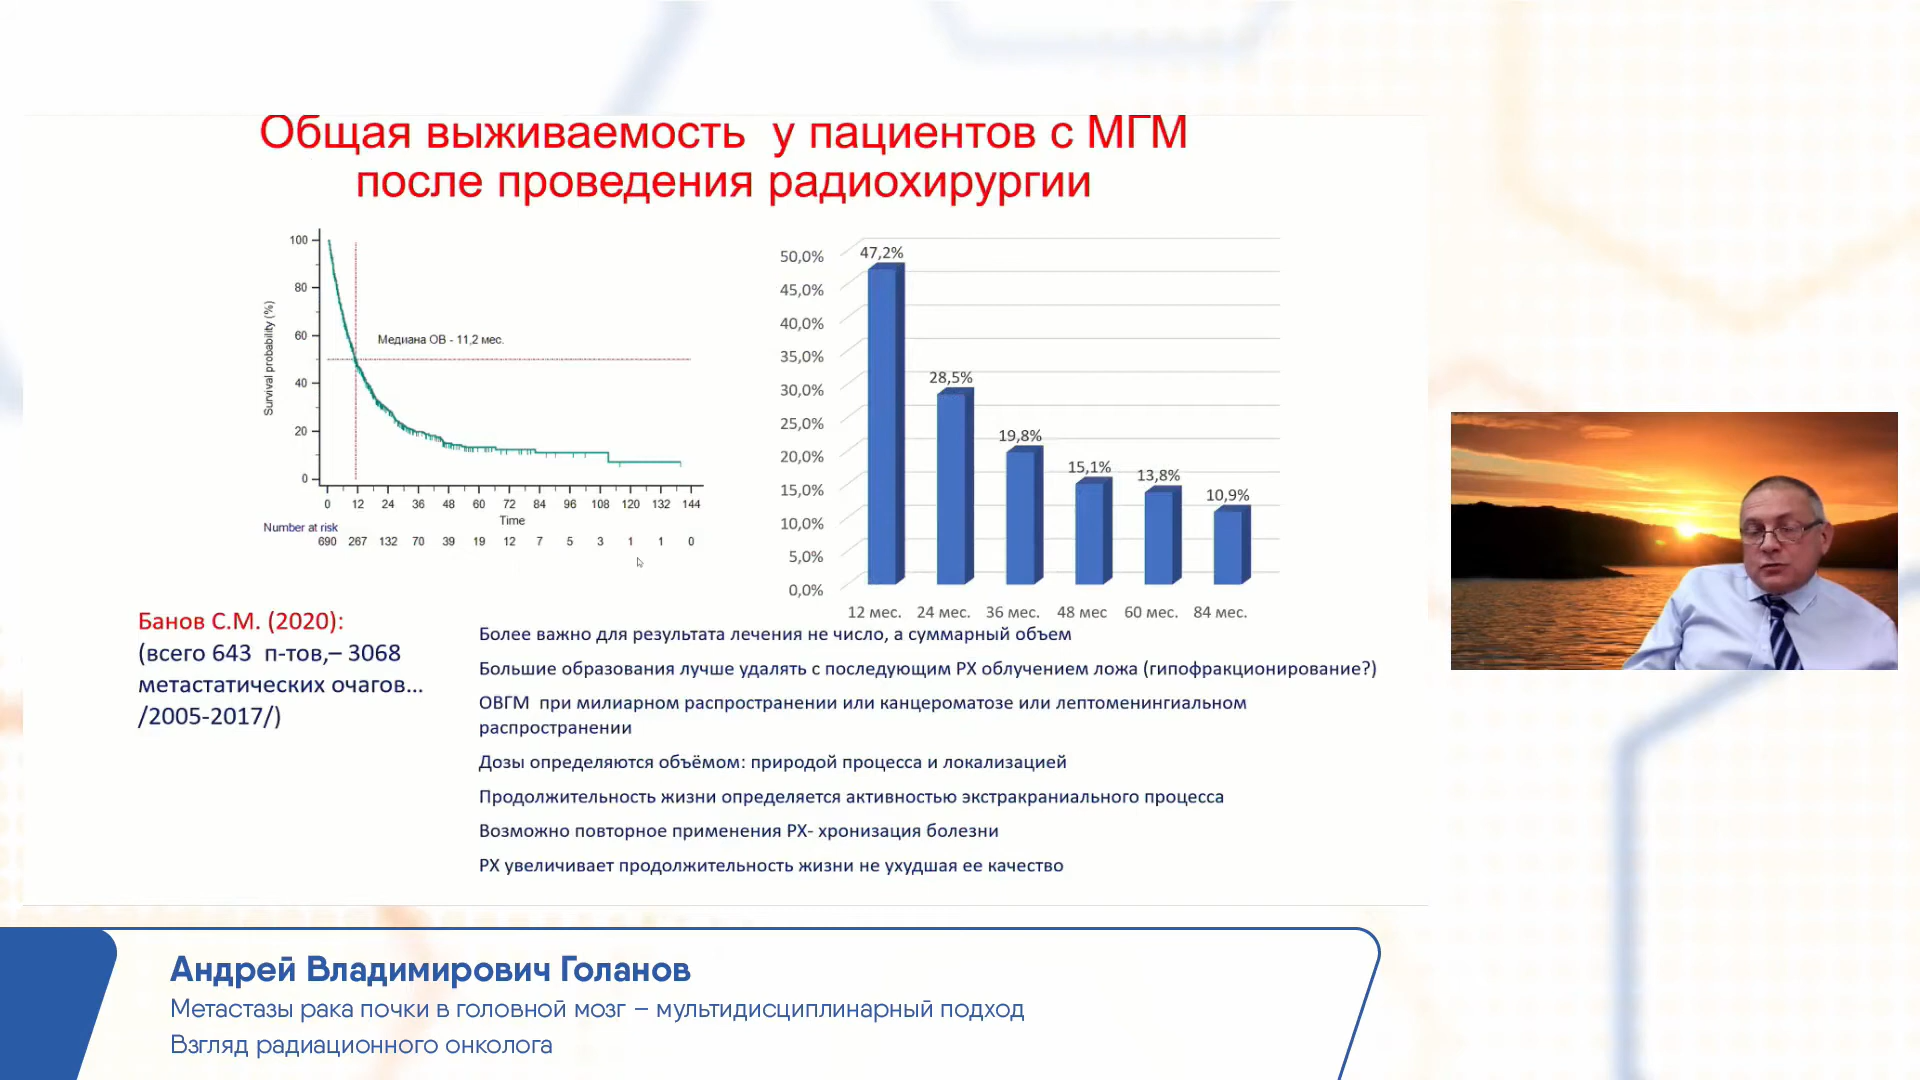 Общая выживаемость у пациентов с МГМ
после проведения радиохирургии
Survival probability (%)
100
80
60
40
20
0
Медиана ОВ - 11,2 мес.
0 12 24 36 48 60 72 84 96 108 120 132 144
Time
Number at risk
690 267 132 70 39 19 12 7 5 3 1 1 0
50,0%
45,0%
40,0%
35,0%
30,0%
25,0%
20,0%
15,0%
10,0%
5,0%
0,0%
47,2%
28,5%
19,8%
15,1%
13,8%
10,9%
12 мес. 24 мес. 36 мес. 48 мес 60 мес. 84 мес.
Банов С.М. (2020):
(всего 643 п-тов,– 3068
метастатических очагов...
/2005-2017/)
Более важно для результата лечения не число, а суммарный объем
Большие образования лучше удалять с последующим РХ облучением ложа (гипофракционирование?)
ОВГМ при милиарном распространении или канцероматозе или лептоменингиальном
распространении
Дозы определяются объёмом: природой процесса и локализацией
Продолжительность жизни определяется активностью экстракраниального процесса
Возможно повторное применения РХ- хронизация болезни
РХ увеличивает продолжительность жизни не ухудшая ее качество
Андрей Владимирович Голанов
Метастазы рака почки в головной мозг – мультидисциплинарный подход
Взгляд радиационного онколога